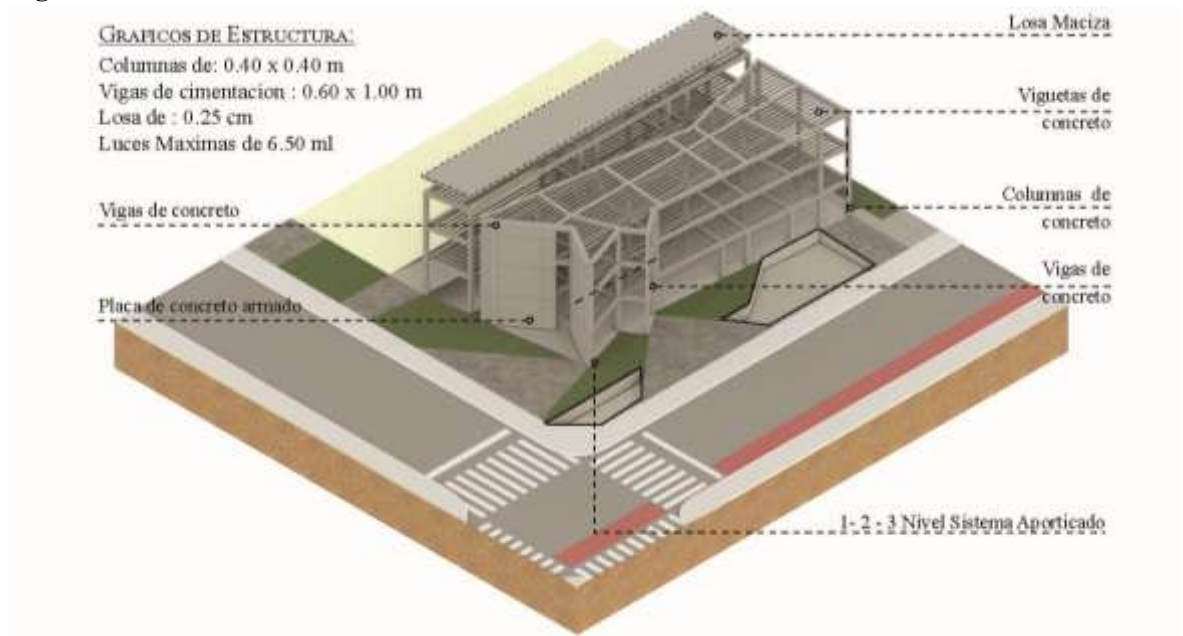 GRAFICOS DE ESTRUCTURA:
Columnas de: 0.40 x 0.40 m
Vigas de cimentacion : 0.60 x 1.00 m
Losa de : 0.25 cm
Luces Maximas de 6.50 ml
Vigas de concreto
Placa de concreto armado
Losa Maciza
Viguetas de
concreto
Columnas de
concreto
Vigas de
concreto
1- 2 - 3 Nivel Sistema Aporticado